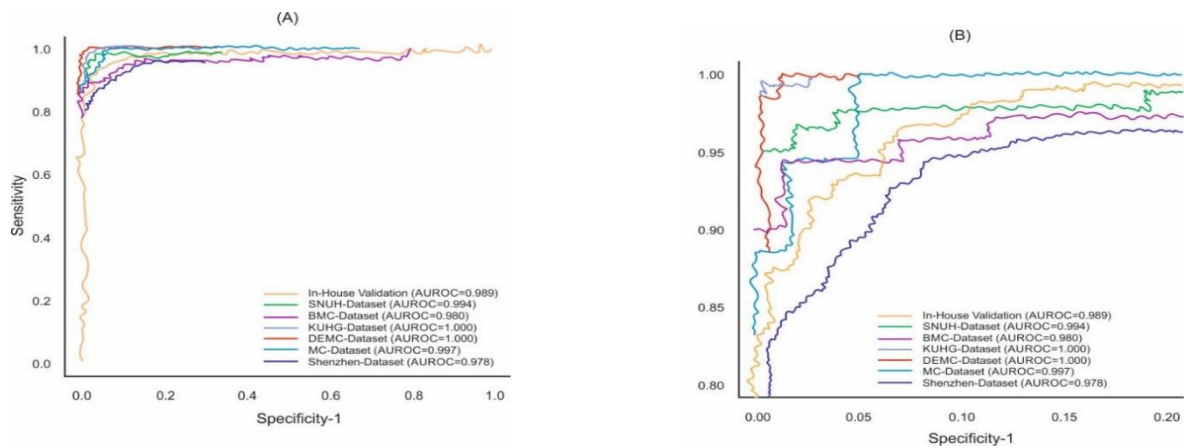 (A)
1.0
0.8
0.6
0.4
0.2
0.0
Sensitivity
In-House Validation (AUROC=0.989)
SNUH-Dataset (AUROC=0.994)
BMC-Dataset (AUROC=0.980)
KUHG-Dataset (AUROC=1.000)
DEMC-Dataset (AUROC=1.000)
MC-Dataset (AUROC=0.997)
Shenzhen-Dataset (AUROC=0.978)
0.0 0.2 0.4 0.6 0.8 1.0
Specificity-1
(B)
1.00
0.95
0.90
0.85
0.80
In-House Validation (AUROC=0.989)
SNUH-Dataset (AUROC=0.994)
BMC-Dataset (AUROC=0.980)
KUHG-Dataset (AUROC=1.000)
DEMC-Dataset (AUROC=1.000)
MC-Dataset (AUROC=0.997)
Shenzhen-Dataset (AUROC=0.978)
0.00 0.05 0.10 0.15 0.20
Specificity-1